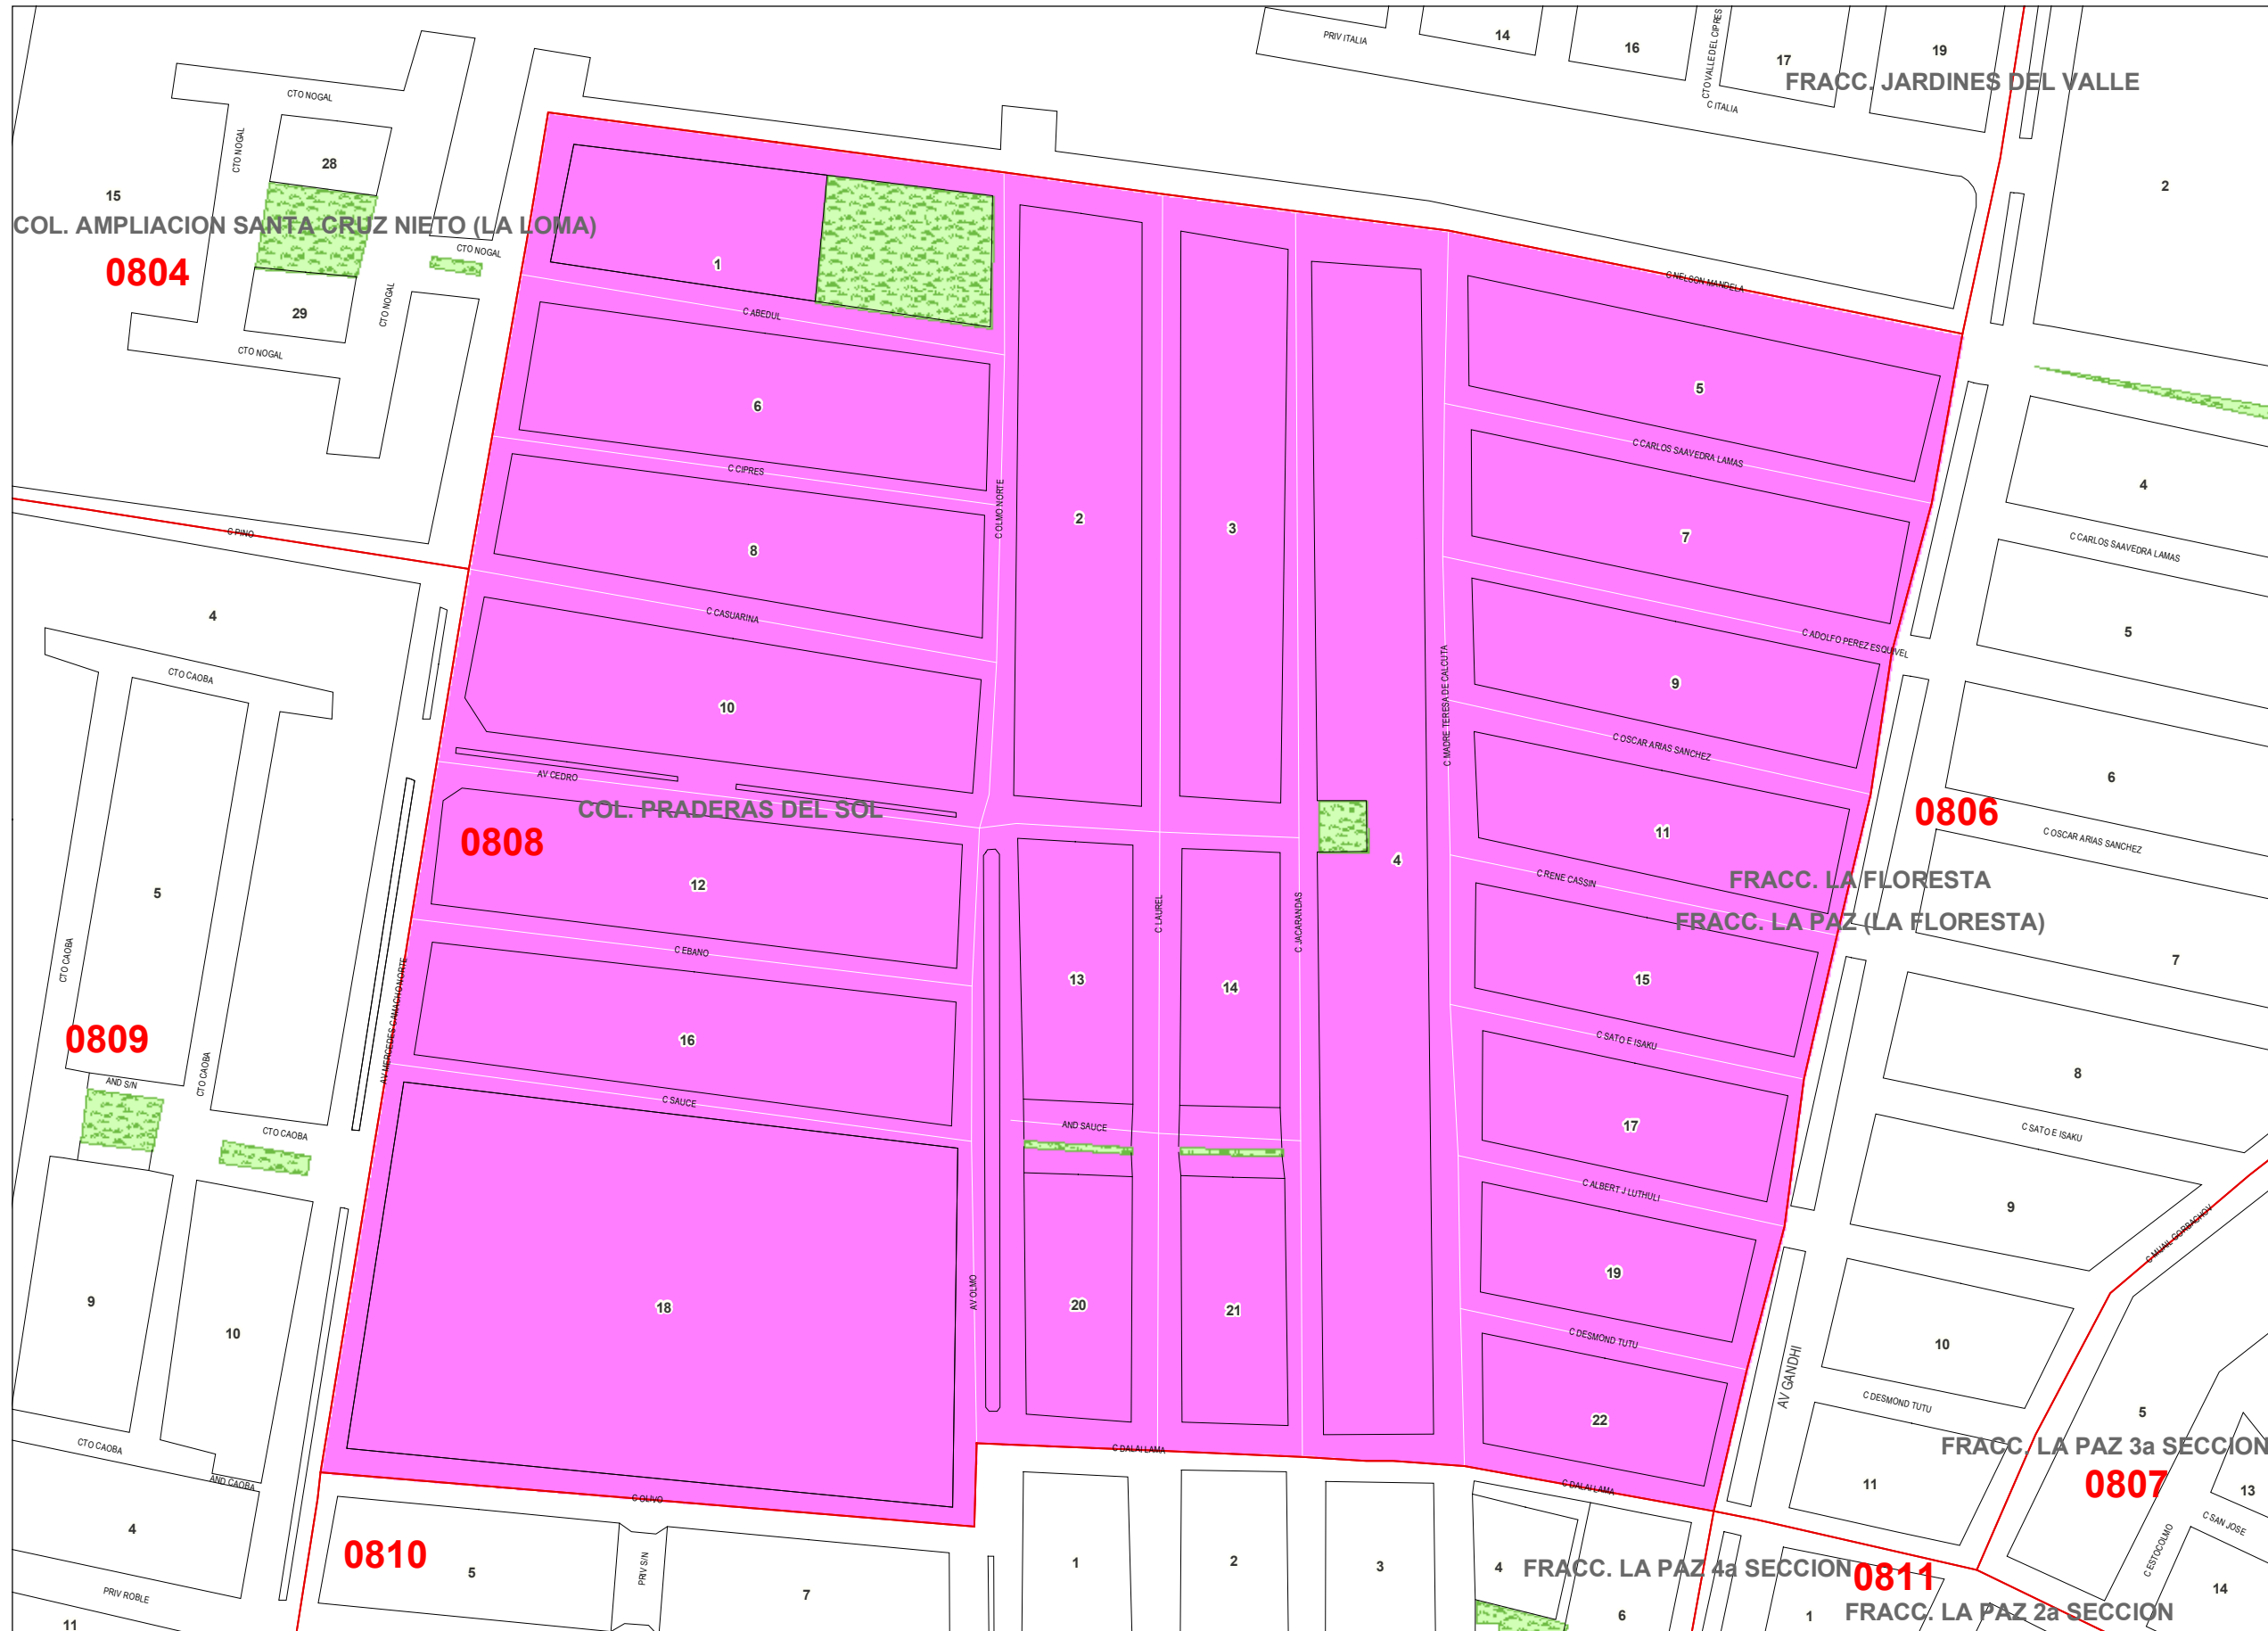 PRIV ITALIA
14
16
CTO VALLE DEL CIPRES
17
19
FRACC. JARDINES DEL VALLE
C ITALIA
CTO NOGAL
CTO NOGAL
28
15
2
COL. AMPLIACION SANTA CRUZ NIETO (LA LOMA)
CTO NOGAL
0804
1
C NELSON MANDELA
29
CTO NOGAL
C ABEDUL
CTO NOGAL
5
6
C CARLOS SAAVEDRA LAMAS
C CIPRES
4
C OLMO NORTE
2
3
C PINO
7
C CARLOS SAAVEDRA LAMAS
8
4
C CASUARINA
5
C ADOLFO PEREZ ESQUIVEL
CTO CAOBA
9
10
C MADRE TERESA DE CALCUTA
C OSCAR ARIAS SANCHEZ
AV CEDRO
6
COL. PRADERAS DEL SOL
0806
0808
11
C OSCAR ARIAS SANCHEZ
4
C RENE CASSIN
FRACC. LA FLORESTA
12
5
C LAUREL
C JACARANDAS
FRACC. LA PAZ (LA FLORESTA)
C EBANO
CTO CAOBA
7
13
14
15
AV MERCEDES CAMACHO NORTE
0809
16
C SATO E ISAKU
CTO CAOBA
8
AND S/N
C SAUCE
AND SAUCE
17
CTO CAOBA
C SATO E ISAKU
C ALBERT J LUTHULI
9
C MIJAIL GORBACHOV
19
AV OLMO
9
18
20
21
10
C DESMOND TUTU
10
AV GANDHI
C DESMOND TUTU
5
22
CTO CAOBA
C DALAI LAMA
FRACC. LA PAZ 3a SECCION
AND CAOBA
11
0807
13
C DALAI LAMA
C OLIVO
4
C SAN JOSE
C ESTOCOLMO
0810
5
PRIV S/N
1
2
3
4
FRACC. LA PAZ 4a SECCION
0811
14
PRIV ROBLE
7
6
1
FRACC. LA PAZ 2a SECCION
11